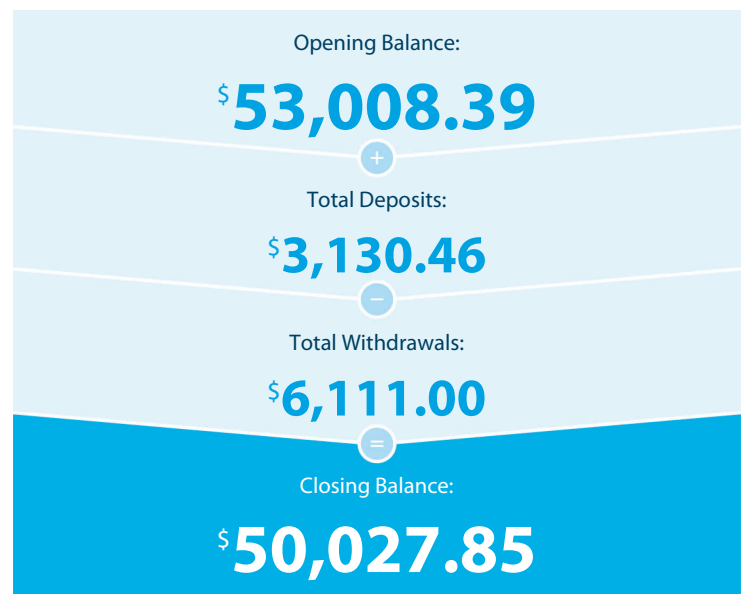 Opening Balance:
$53,008.39
+
Total Deposits:
$3,130.46
−
Total Withdrawals:
$6,111.00
=
Closing Balance:
$50,027.85